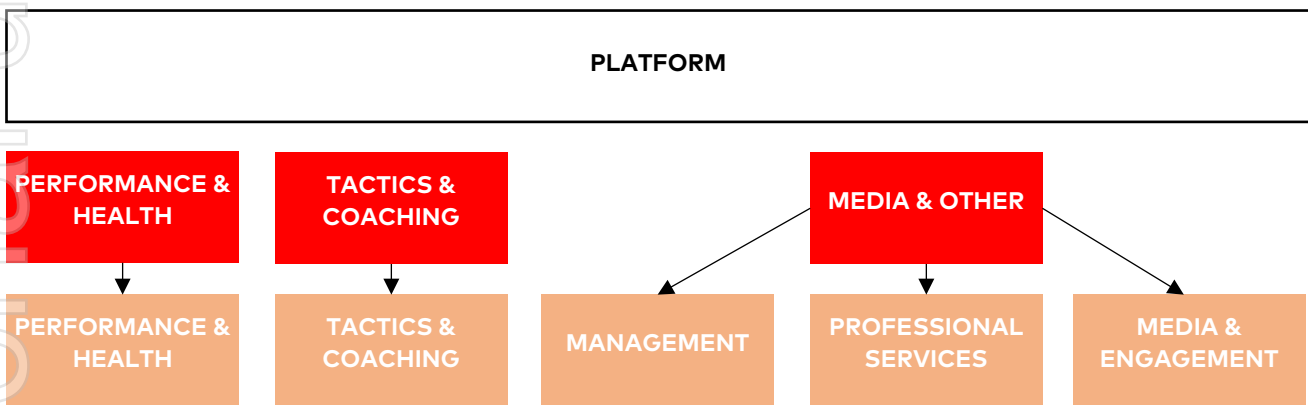 PLATFORM
PERFORMANCE &
HEALTH
TACTICS &
COACHING
MEDIA & OTHER
PERFORMANCE &
HEALTH
TACTICS &
COACHING
MANAGEMENT
PROFESSIONAL
SERVICES
MEDIA &
ENGAGEMENT